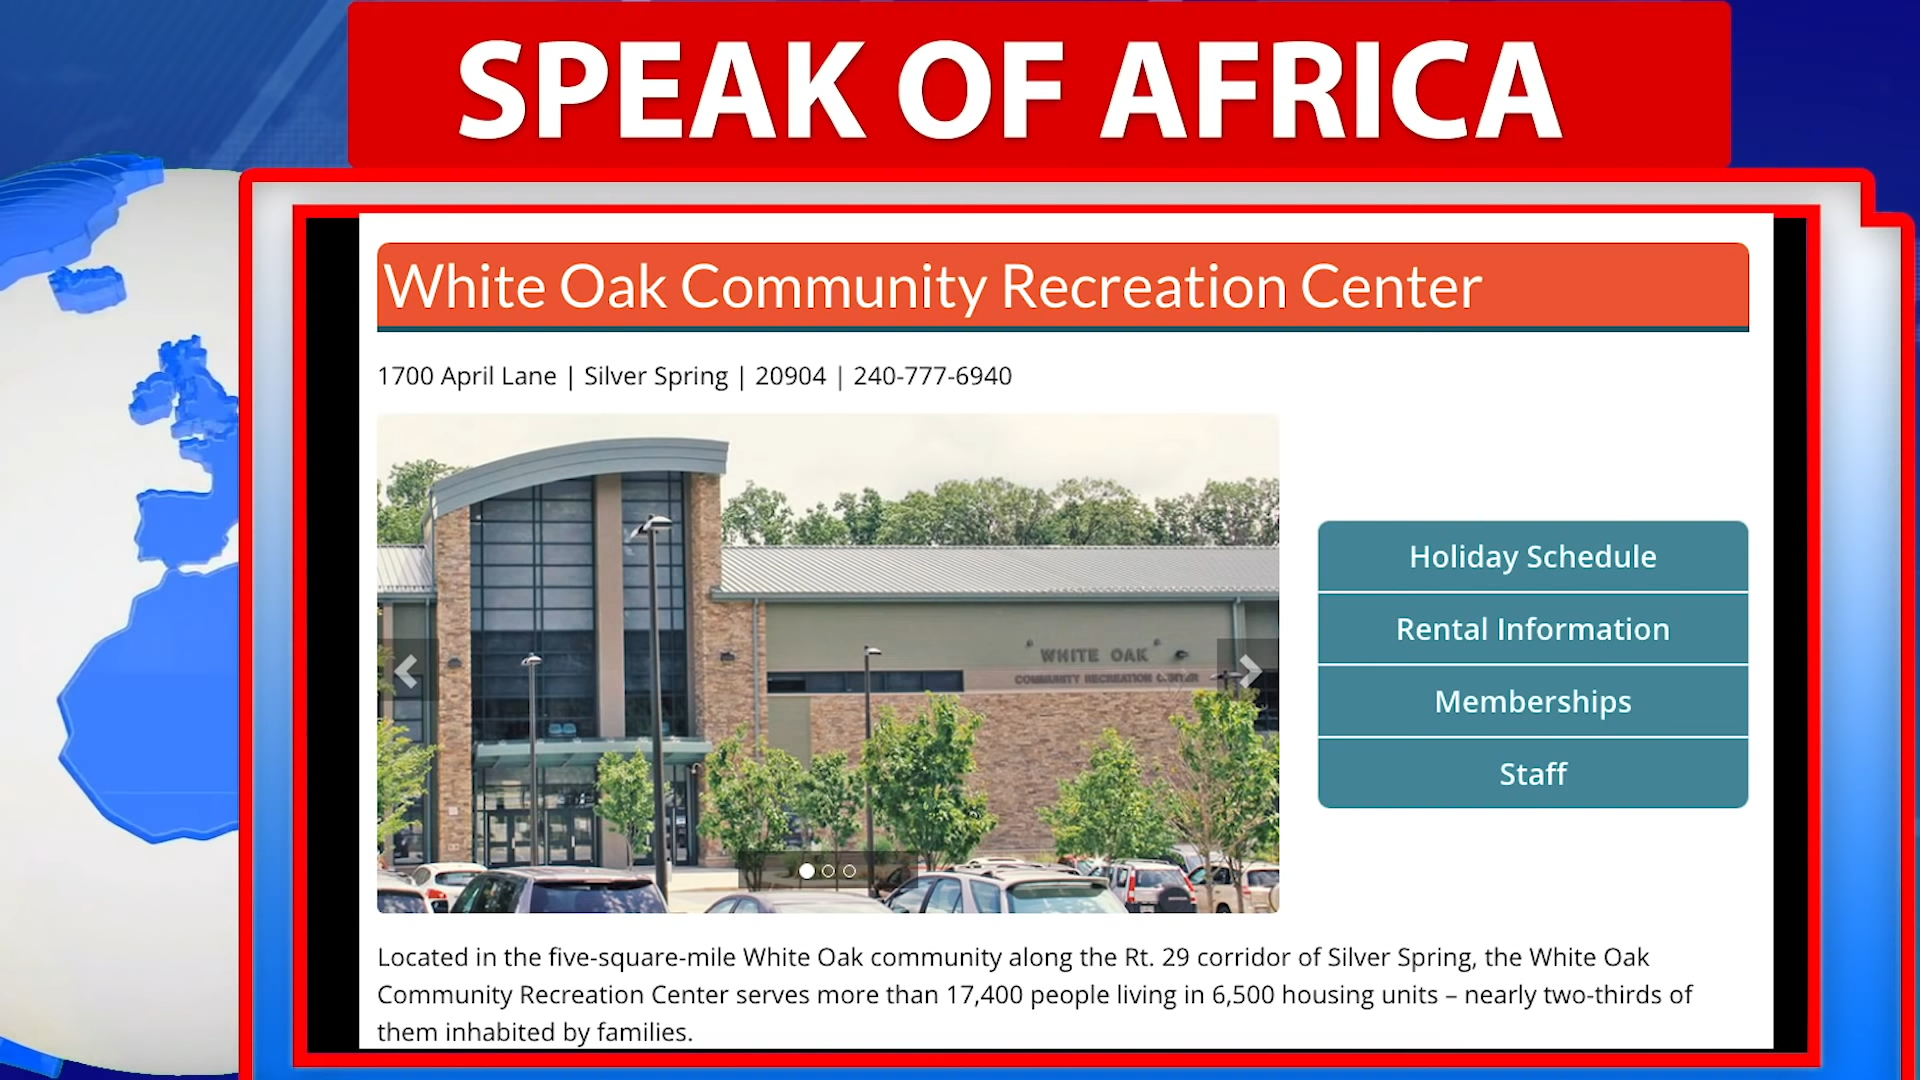 SPEAK OF AFRICA
White Oak Community Recreation Center
1700 April Lane | Silver Spring | 20904 | 240-777-6940
WHITE OAK
COMMUNITY RECREATION CENTER
Holiday Schedule
Rental Information
Memberships
Staff
Located in the five-square-mile White Oak community along the Rt. 29 corridor of Silver Spring, the White Oak
Community Recreation Center serves more than 17,400 people living in 6,500 housing units – nearly two-thirds of
them inhabited by families.